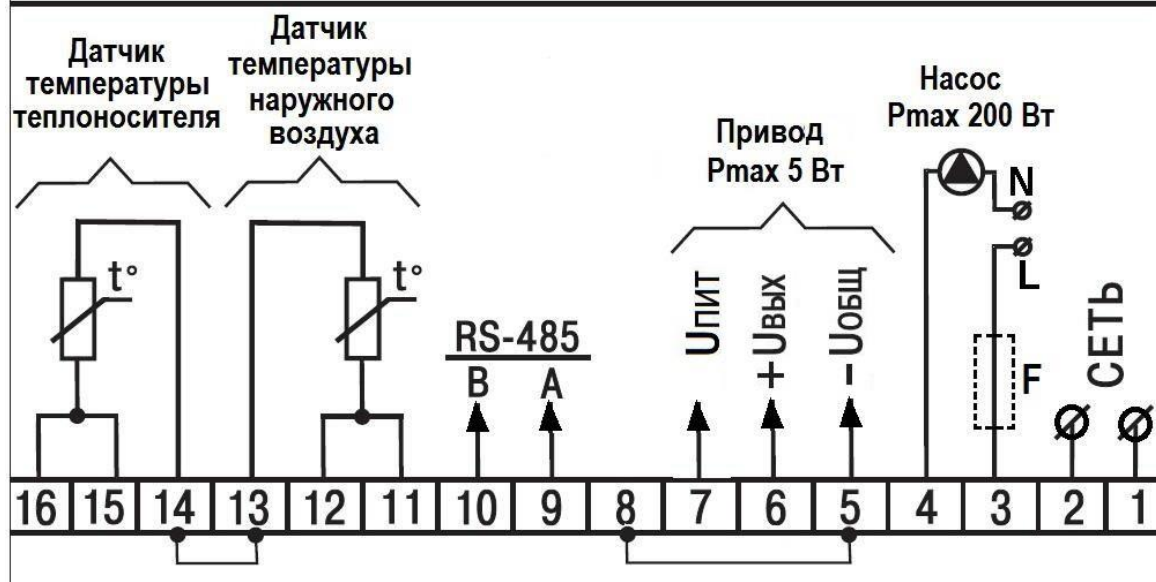 Датчик
температуры
теплоносителя
Датчик
температуры
наружного
воздуха
Привод
Pmax 5 Вт
Насос
Pmax 200 Вт
N
L
t°
t°
RS-485
B A
Uпит
+Uвых
-Uобщ
F
СЕТЬ
16 15 14 13 12 11 10 9 8 7 6 5 4 3 2 1